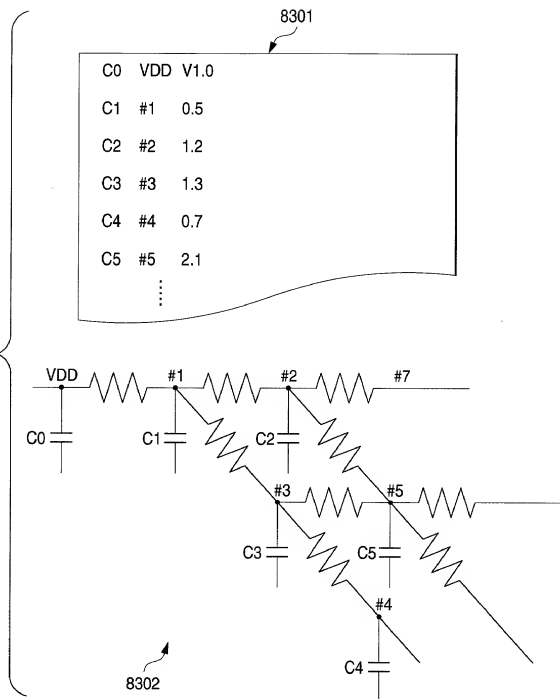 8301
C0 VDD V1.0
C1 #1 0.5
C2 #2 1.2
C3 #3 1.3
C4 #4 0.7
C5 #5 2.1
VDD #1 #2 #7
C0 C1 C2
#3 #5
C3 C5
#4
C4
8302